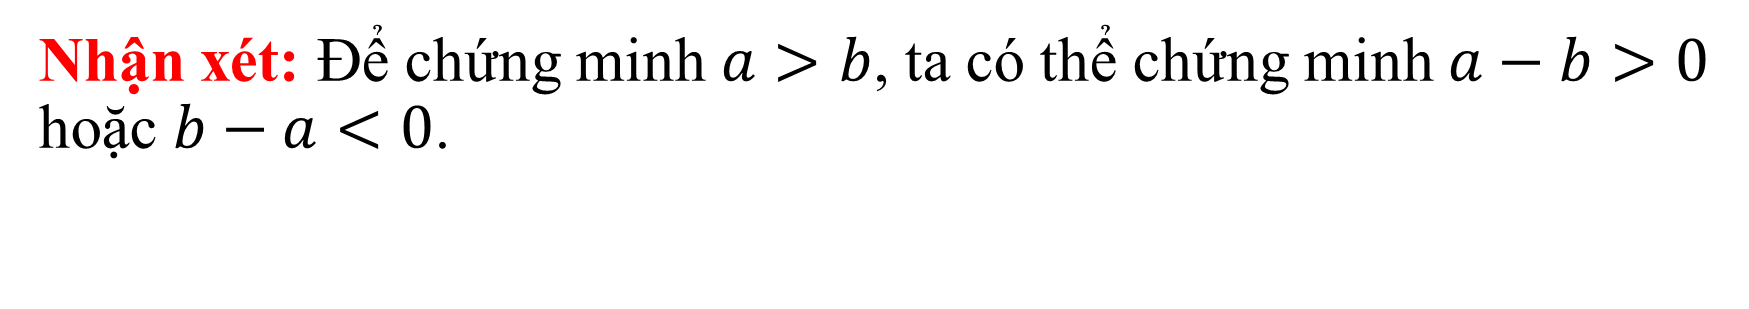 Nhận xét: Để chứng minh a > b, ta có thể chứng minh a − b > 0
hoặc b − a < 0.